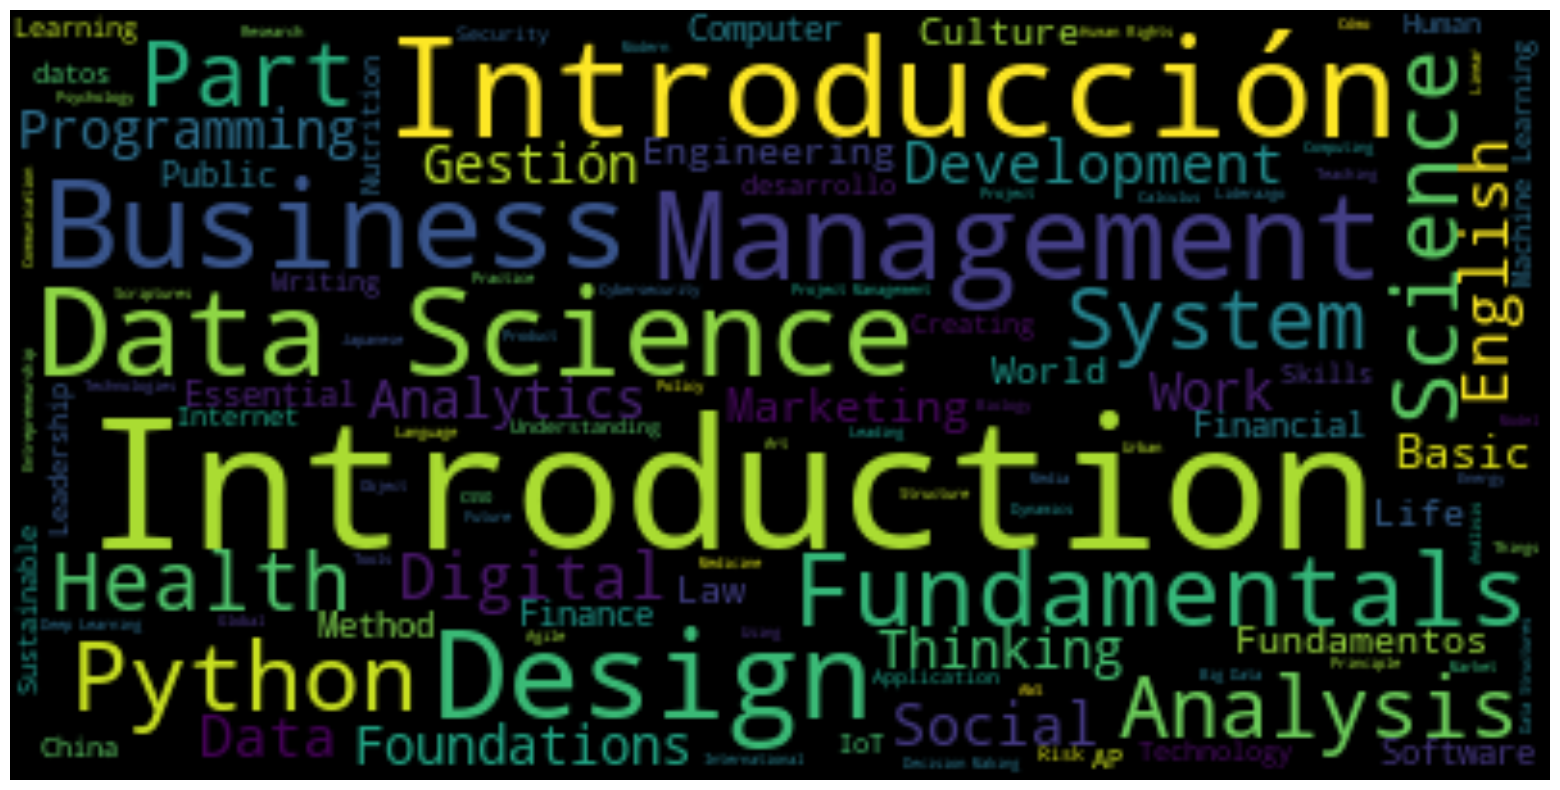 Learning
Research
Security
Modern
Computer
Culture
Human Rights
Cómo
Human
Part
Introducción
datos
Psychology
Nutrition
Linear
Science
Machine Learning
Programming
Gestión
Engineering
Development
Computing
English
Public
desarrollo
Project
Calculus
Liderazgo
Teaching
Business
Management
Comunication
Writing
Practice
Cybersecurity
Project Management
Data Science
Scriptures
System
Japanese
Product
Creating
World
Entrepreneurship
Technologies
Essential
Analytics
Policy
Marketing
Biology
Work
Skills
Leadership
Internet
Language
Understanding
Art
Leading
Urban
Financial
Model
Introduction
Basic
Object
CS50
Future
Structure
Media
Dynamics
Energy
Life
Sustainable
Health
Tools
Digital
Medicine
Law
Fundamentals
Análisis
Things
Deep Learning
Global
Method
Finance
Agile
Using
Thinking
Fundamentos
Python
Design
Application
Big Data
Principle
Market
Data Structures
Analysis
China
Data
Foundations
International
IoT
Social
Decision Making
Risk
AP
Technology
Software